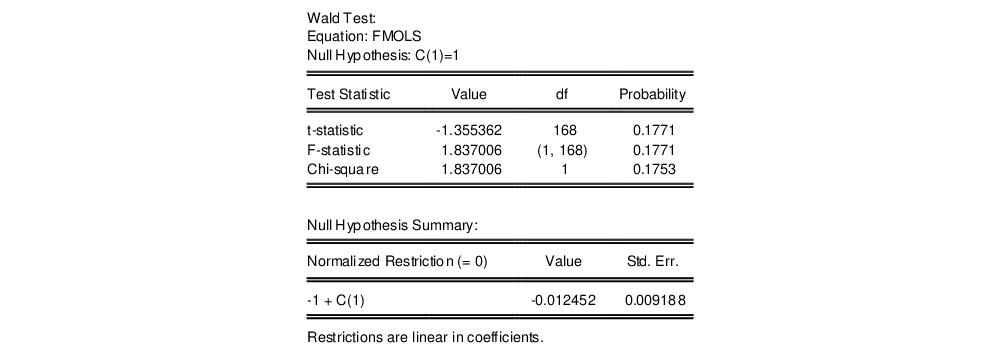 Wald Test:
Equation: FMOLS
Null Hypothesis: C(1)=1
Test Statistic Value df Probability
t-statistic -1.355362 168 0.1771
F-statistic 1.837006 (1, 168) 0.1771
Chi-square 1.837006 1 0.1753
Null Hypothesis Summary:
Normalized Restriction (= 0) Value Std. Err.
-1 + C(1) -0.012452 0.009188
Restrictions are linear in coefficients.